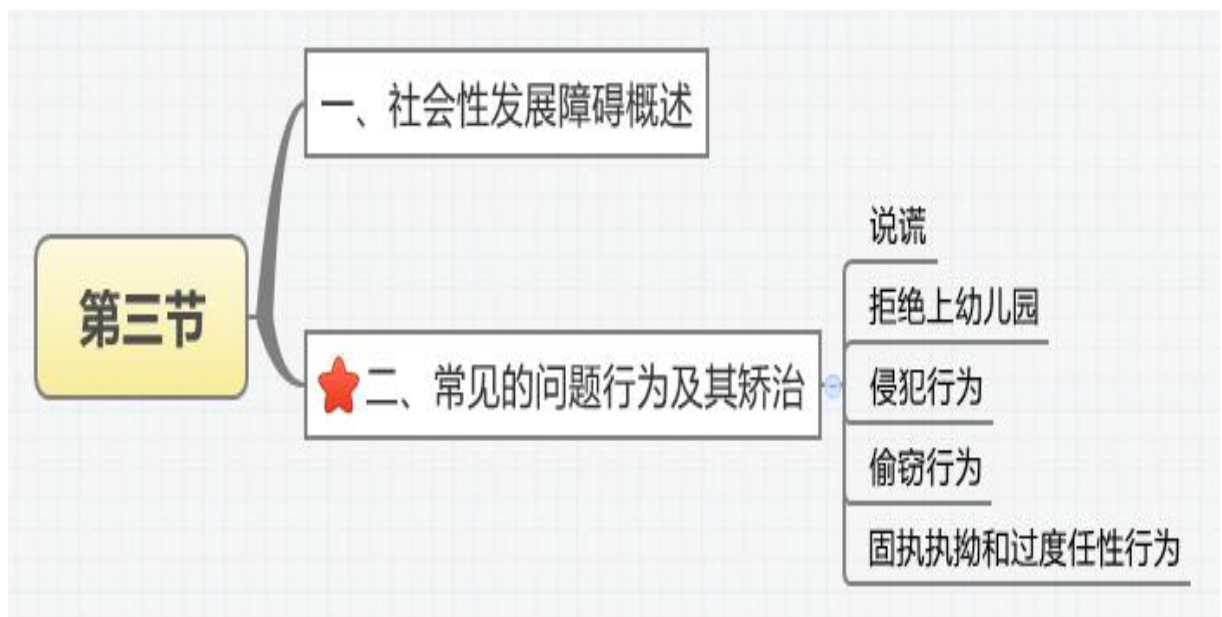 一、社会性发展障碍概述
第三节
二、常见的问题行为及其矫治
说谎
拒绝上幼儿园
侵犯行为
偷窃行为
固执执拗和过度任性行为